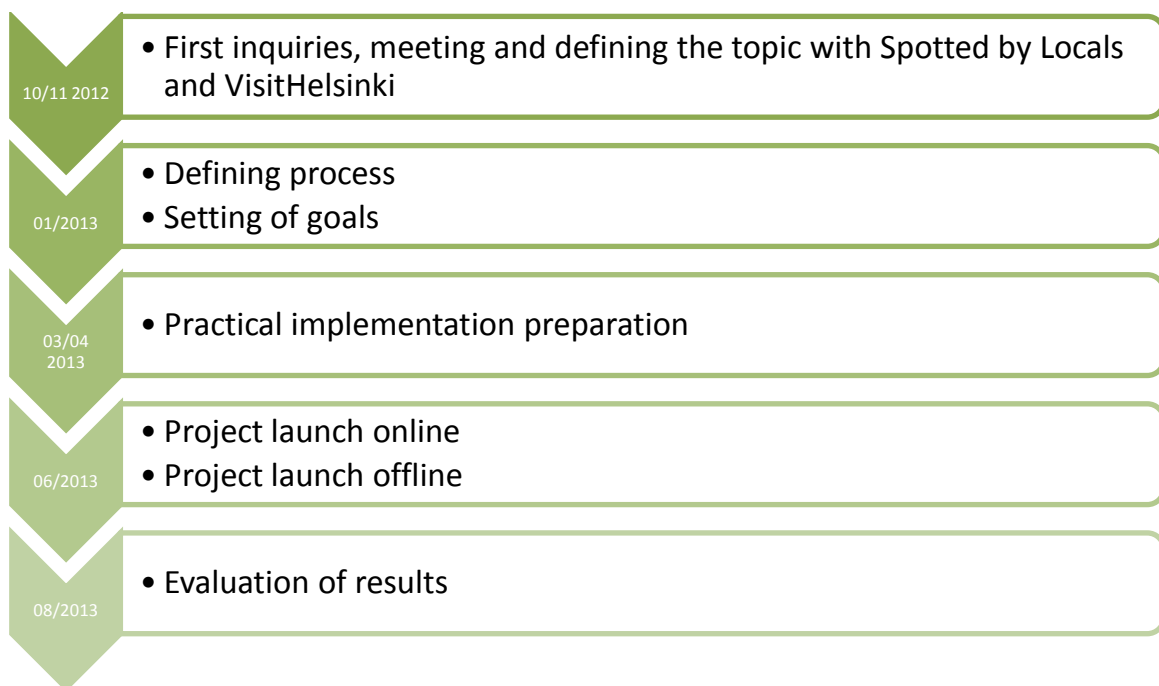 10/11 2012
• First inquiries, meeting and defining the topic with Spotted by Locals
and VisitHelsinki
01/2013
• Defining process
• Setting of goals
03/04
2013
• Practical implementation preparation
06/2013
• Project launch online
• Project launch offline
08/2013
• Evaluation of results